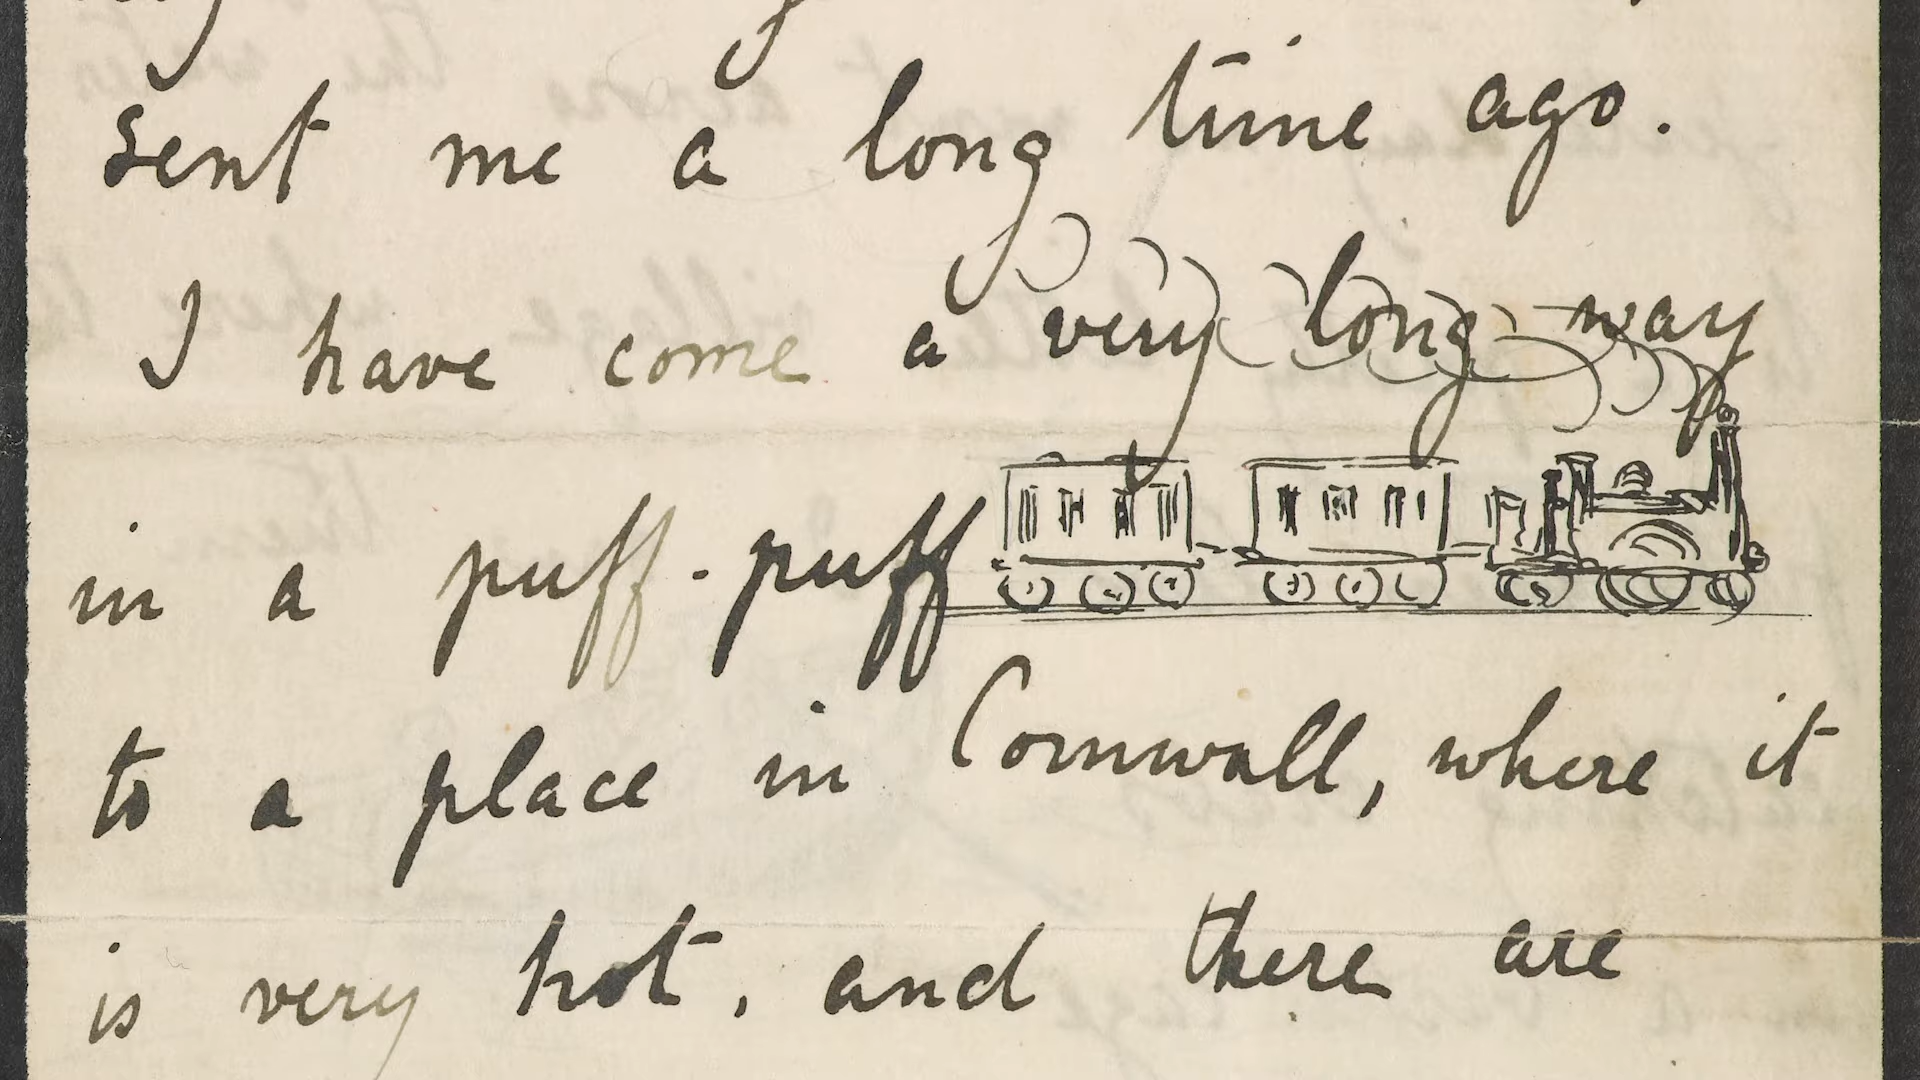 sent me a long time ago.
I have come a very long way
in a puff-puff
to a place in Cornwall, where it
is very hot, and there are